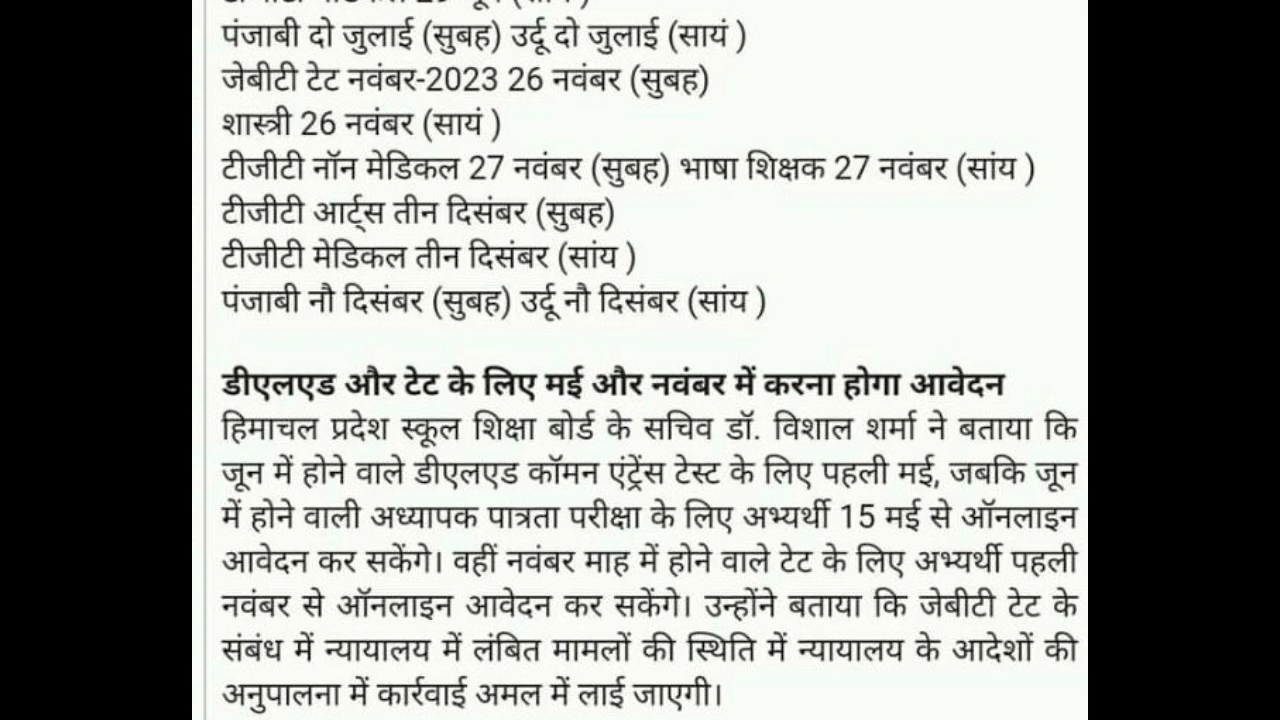 पंजाबी दो जुलाई (सुबह) उर्दू दो जुलाई (सायं )
जेबीटी टेट नवंबर-2023 26 नवंबर (सुबह)
शास्त्री 26 नवंबर (सायं )
टीजीटी नॉन मेडिकल 27 नवंबर (सुबह) भाषा शिक्षक 27 नवंबर (सांय )
टीजीटी आर्ट्स तीन दिसंबर (सुबह)
टीजीटी मेडिकल तीन दिसंबर (सांय )
पंजाबी नौ दिसंबर (सुबह) उर्दू नौ दिसंबर (सांय )
डीएलएड और टेट के लिए मई और नवंबर में करना होगा आवेदन
हिमाचल प्रदेश स्कूल शिक्षा बोर्ड के सचिव डॉ. विशाल शर्मा ने बताया कि
जून में होने वाले डीएलएड कॉमन एंट्रेंस टेस्ट के लिए पहली मई, जबकि जून
में होने वाली अध्यापक पात्रता परीक्षा के लिए अभ्यर्थी 15 मई से ऑनलाइन
आवेदन कर सकेंगे। वहीं नवंबर माह में होने वाले टेट के लिए अभ्यर्थी पहली
नवंबर से ऑनलाइन आवेदन कर सकेंगे। उन्होंने बताया कि जेबीटी टेट के
संबंध में न्यायालय में लंबित मामलों की स्थिति में न्यायालय के आदेशों की
अनुपालना में कार्रवाई अमल में लाई जाएगी।